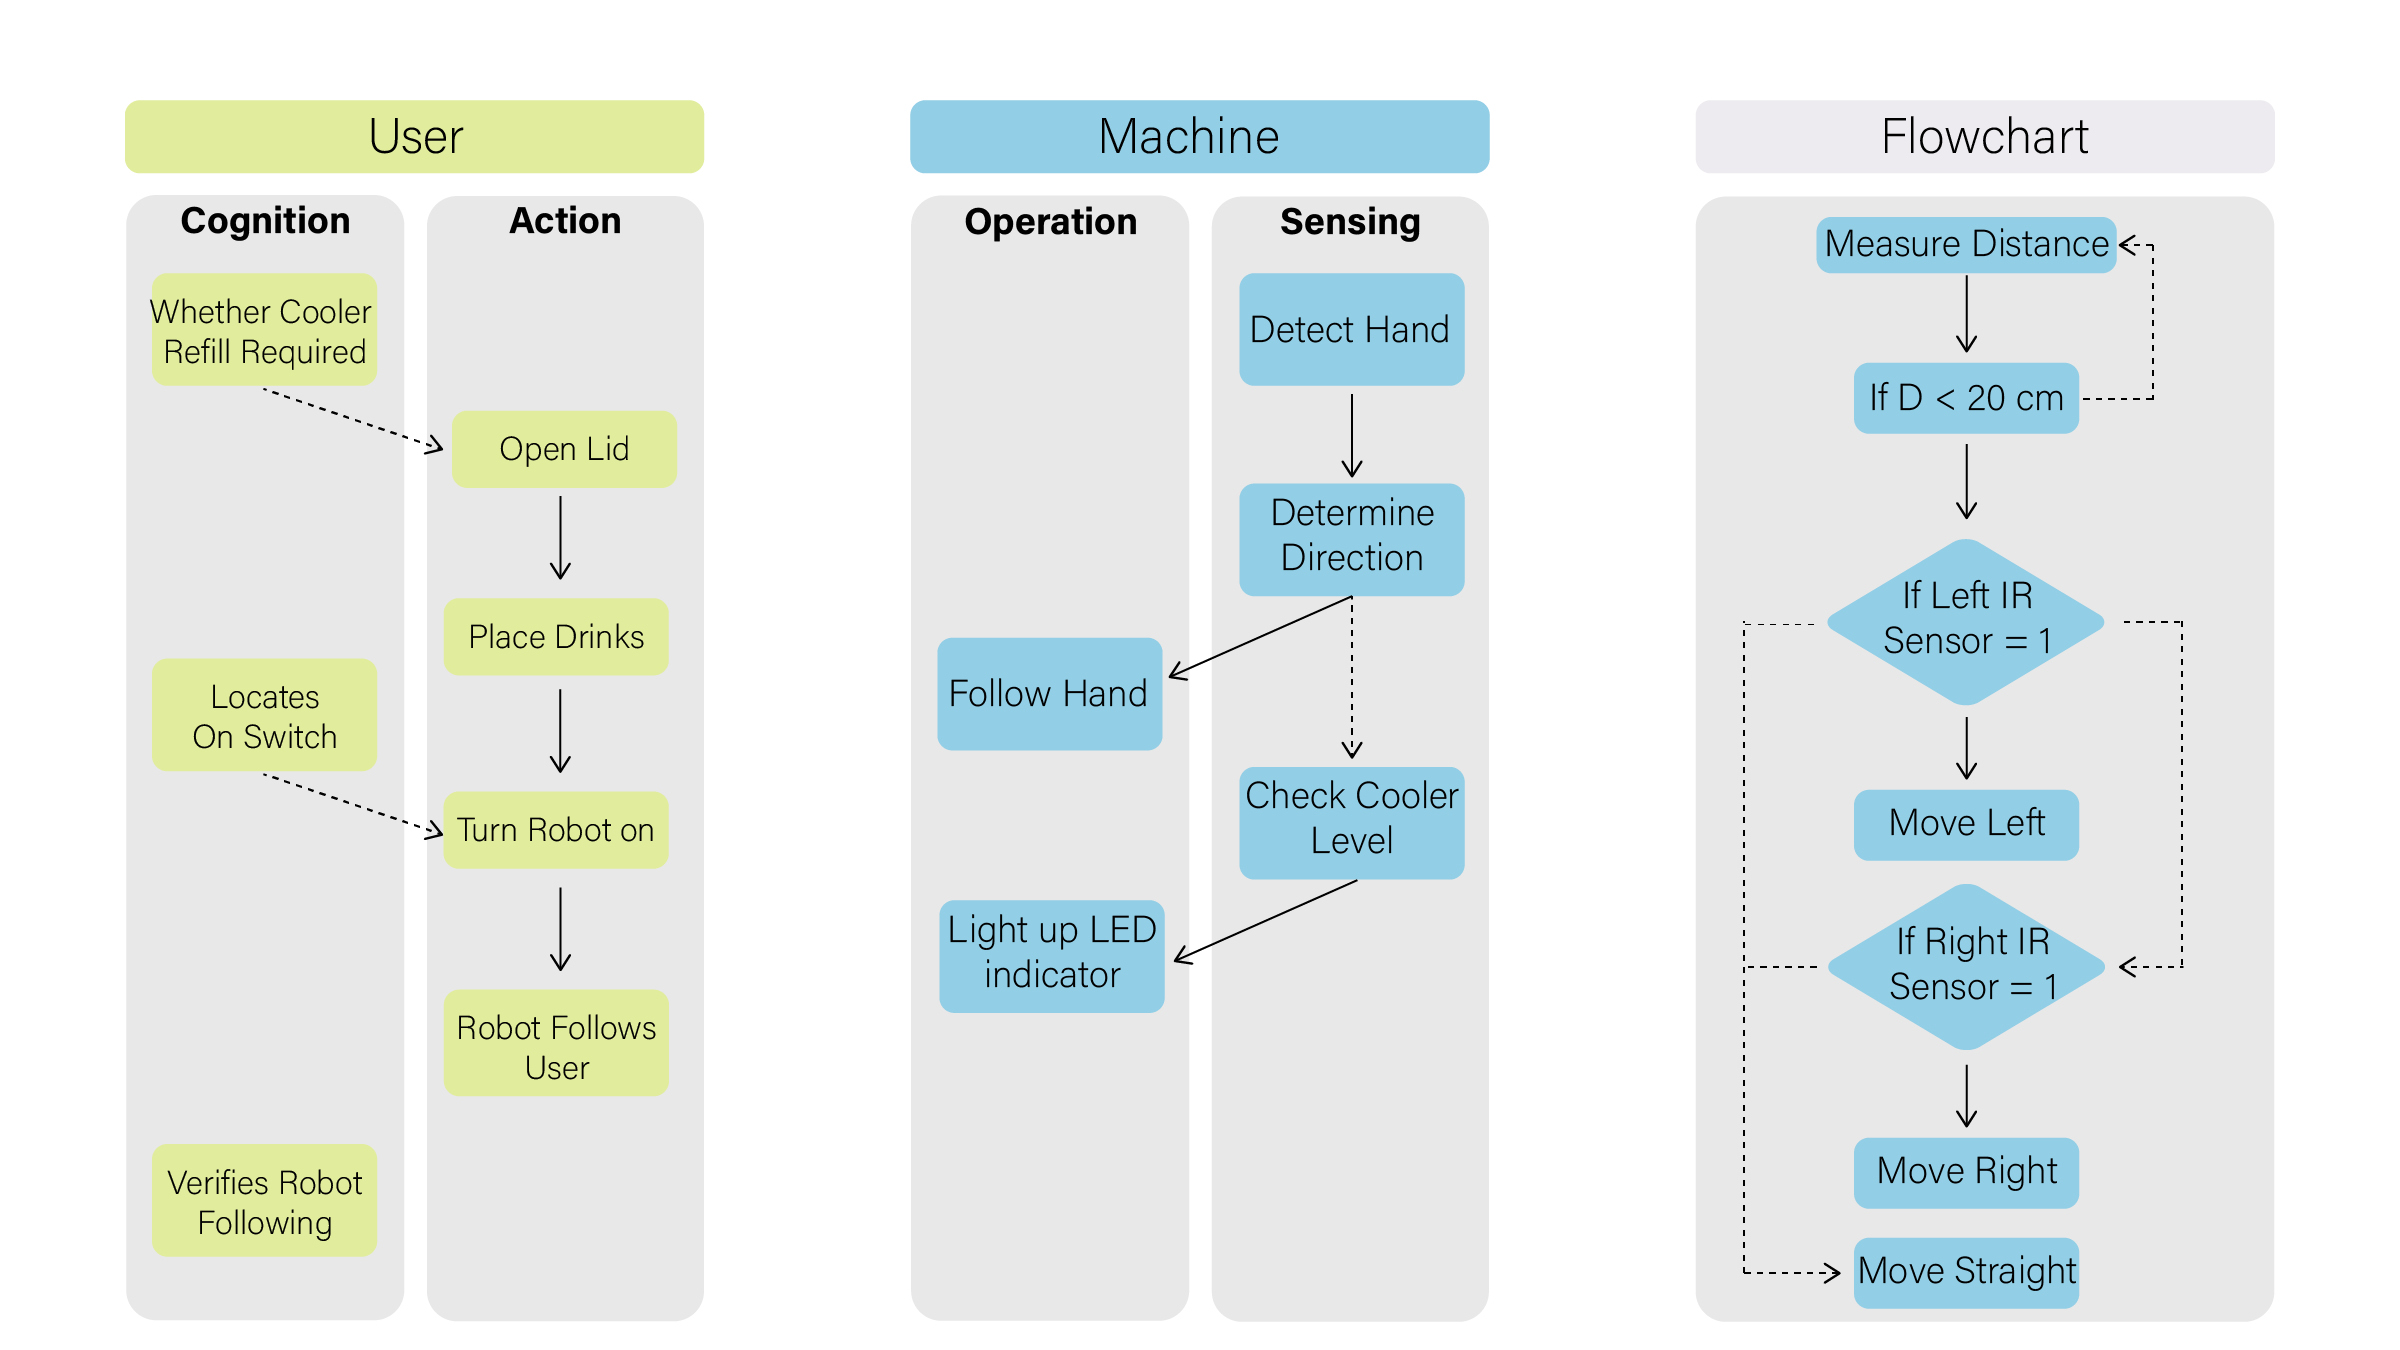 User
Cognition
Action
Whether Cooler
Refill Required
Open Lid
Place Drinks
Locates
On Switch
Turn Robot on
Robot Follows
User
Verifies Robot
Following
Machine
Operation
Sensing
Detect Hand
Determine
Direction
Follow Hand
Check Cooler
Level
Light up LED
indicator
Flowchart
Measure Distance
If D < 20 cm
If Left IR
Sensor = 1
Move Left
If Right IR
Sensor = 1
Move Right
Move Straight